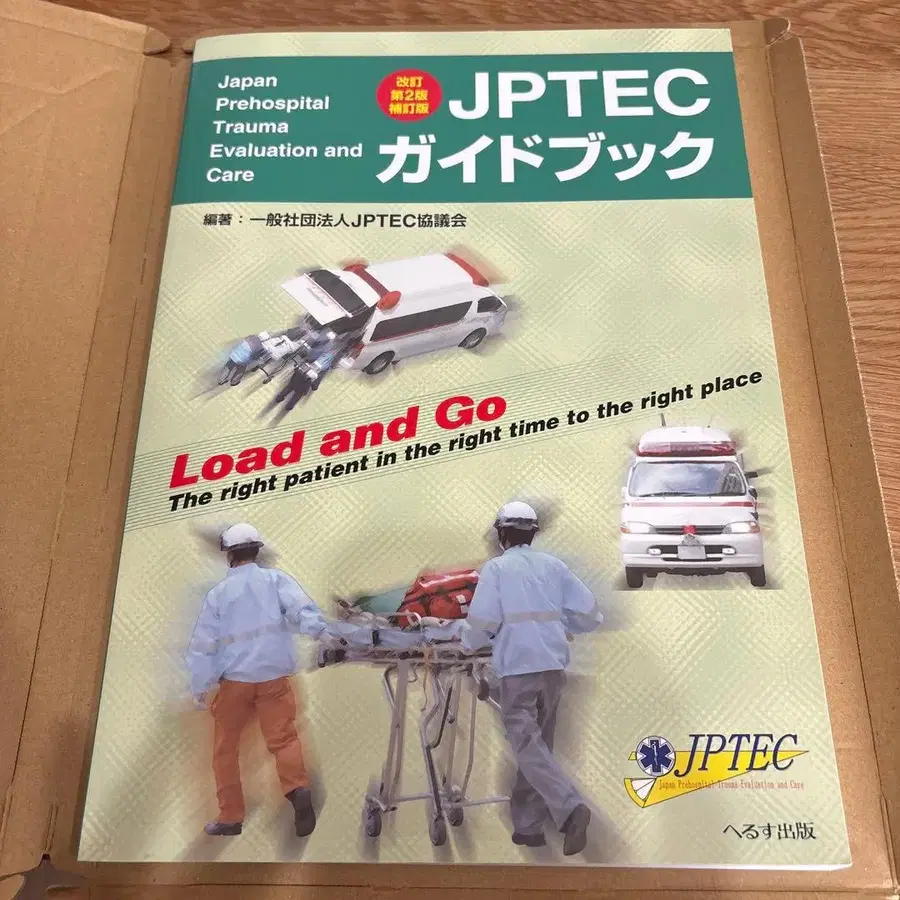 Japan
Prehospital
Trauma
Evaluation and
Care
改訂
第2版
補訂版
JPTEC
ガイドブック
編著：一般社団法人JPTEC協議会
Load and Go
The right patient in the right time to the right place
JPTEC
Japan Prehospital Trauma Evaluation and Care
へるす出版